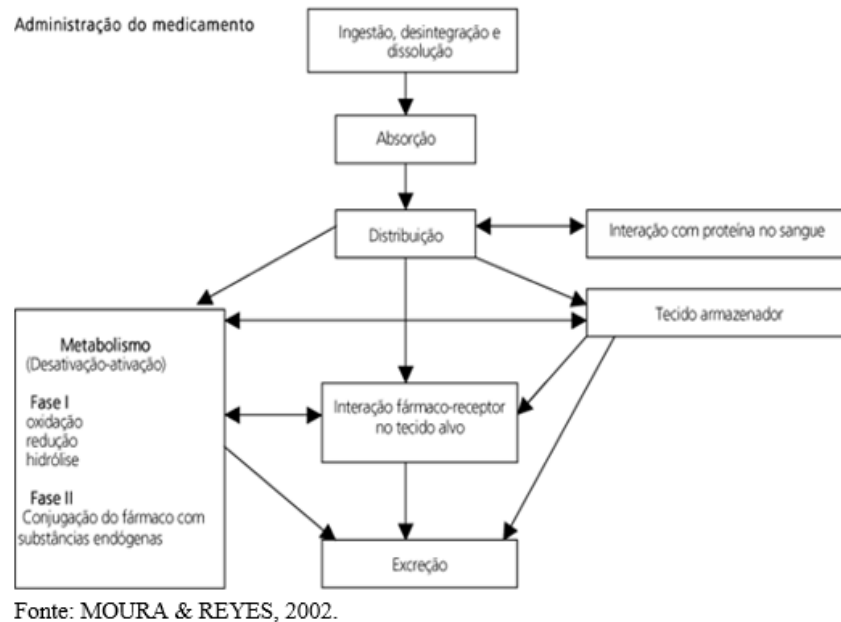 Administração do medicamento
Ingestão, desintegração e
dissolução
Absorção
Distribuição
Interação com proteína no sangue
Tecido armazenador
Metabolismo
(Desativação-ativação)
Fase I
oxidação
redução
hidrólise
Fase II
Conjugação do fármaco com
substâncias endógenas
Interação fármaco-receptor
no tecido alvo
Excreção
Fonte: MOURA & REYES, 2002.